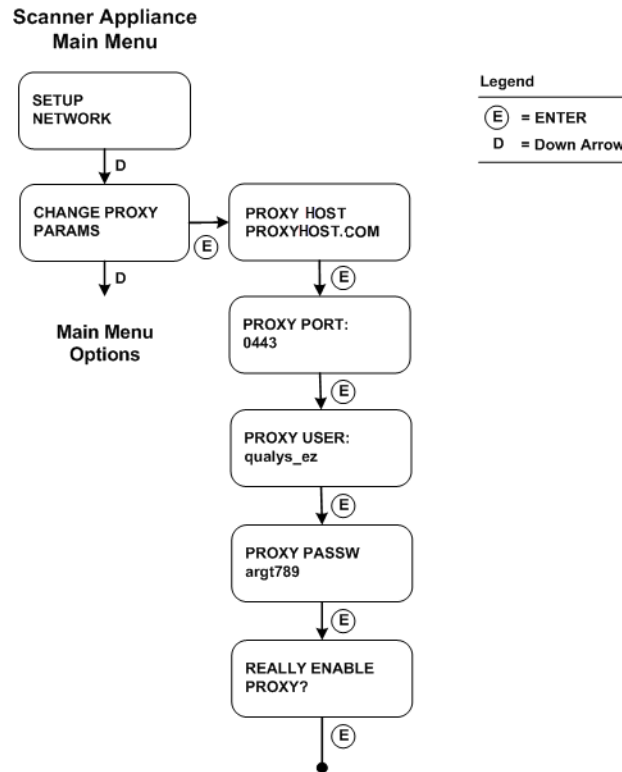 Scanner Appliance
Main Menu
SETUP
NETWORK
D
CHANGE PROXY
PARAMS
E
D
Main Menu
Options
PROXY HOST
PROXYHOST.COM
E
PROXY PORT:
0443
E
PROXY USER:
qualys_ez
E
PROXY PASSW
argt789
E
REALLY ENABLE
PROXY?
E
Legend
E = ENTER
D = Down Arrow